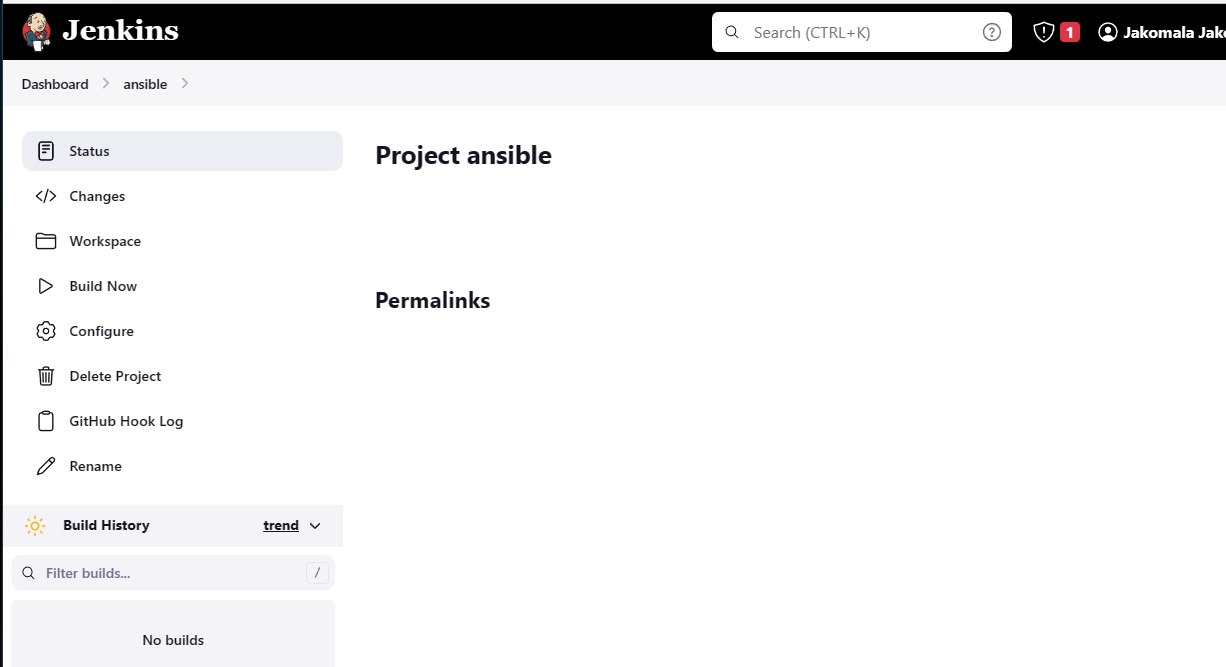 Jenkins
Search (CTRL+K)
?
1
Jakomala Jak
Dashboard
ansible
Status
Project ansible
Changes
Workspace
Build Now
Permalinks
Configure
Delete Project
GitHub Hook Log
Rename
Build History
trend
Filter builds...
/
No builds